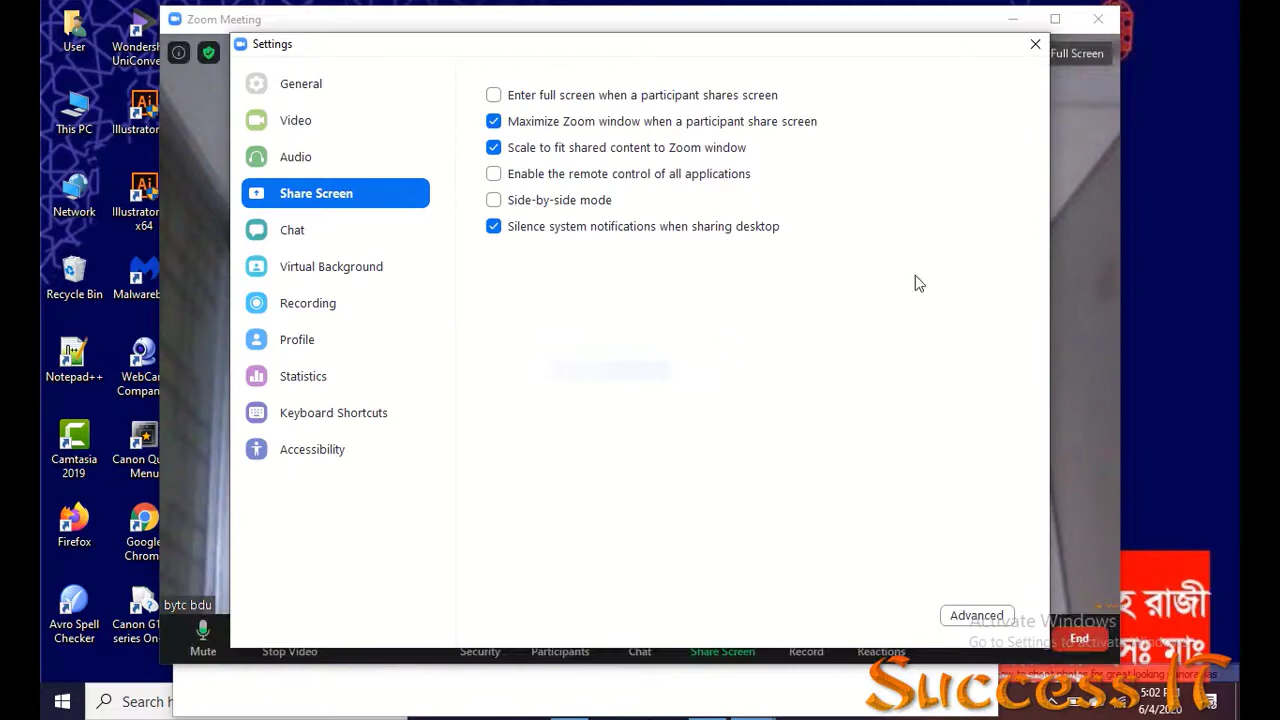 Zoom Meeting
Settings
Full Screen
General
Video
Audio
Share Screen
Chat
Virtual Background
Recording
Profile
Statistics
Keyboard Shortcuts
Accessibility
Enter full screen when a participant shares screen
Maximize Zoom window when a participant share screen
Scale to fit shared content to Zoom window
Enable the remote control of all applications
Side-by-side mode
Silence system notifications when sharing desktop
Advanced
Activate Windows
Go to Settings to activate
User
Wondersh
UniConve
This PC
Illustrator
Network
Illustrator
x64
Recycle Bin
Malwareb
Notepad++
WebCam
Compan
Camtasia
2019
Canon Qu
Menu
Firefox
Google
Chrom
Avro Spell
Checker
Canon G1
series On-
bytc bdu
Mute
Stop Video
Security
Participants
Chat
Share Screen
Record
Reactions
End
হ রাজী
সঃ মাঃ
Search h
Success IT
5:02 PM
6/4/2020